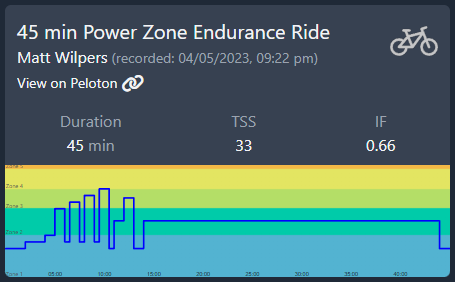 45 min Power Zone Endurance Ride
Matt Wilpers (recorded: 04/05/2023, 09:22 pm)
View on Peloton
Duration TSS IF
45 min 33 0.66
Zone 5
Zone 4
Zone 3
Zone 2
Zone 1
05:00 10:00 15:00 20:00 25:00 30:00 35:00 40:00